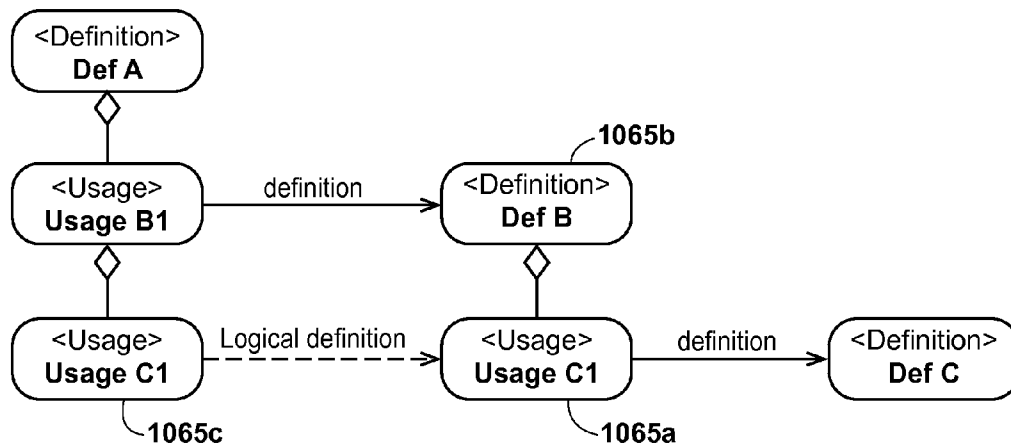 <Definition>
Def A
1065b
<Usage>
Usage B1
definition
<Definition>
Def B
<Usage>
Usage C1
Logical definition
<Usage>
Usage C1
definition
<Definition>
Def C
1065c
1065a